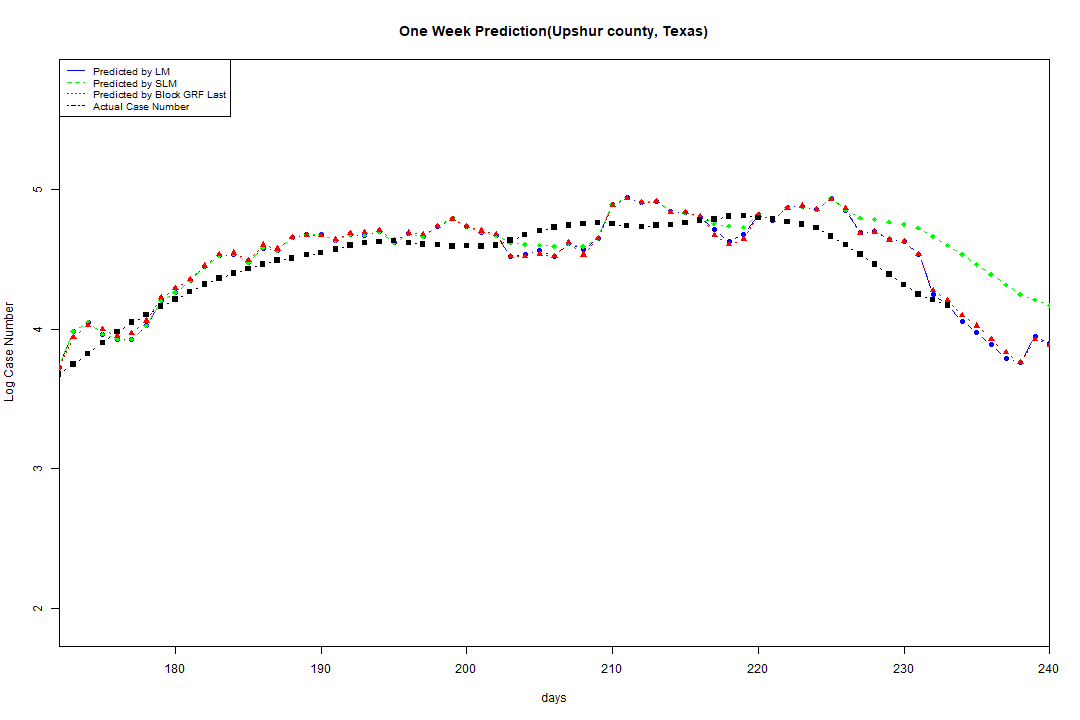 One Week Prediction(Upshur county, Texas)
Predicted by LM
Predicted by SLM
Predicted by Block GRF Last
Actual Case Number
Log Case Number
5
4
3
2
180 190 200 210 220 230 240
days